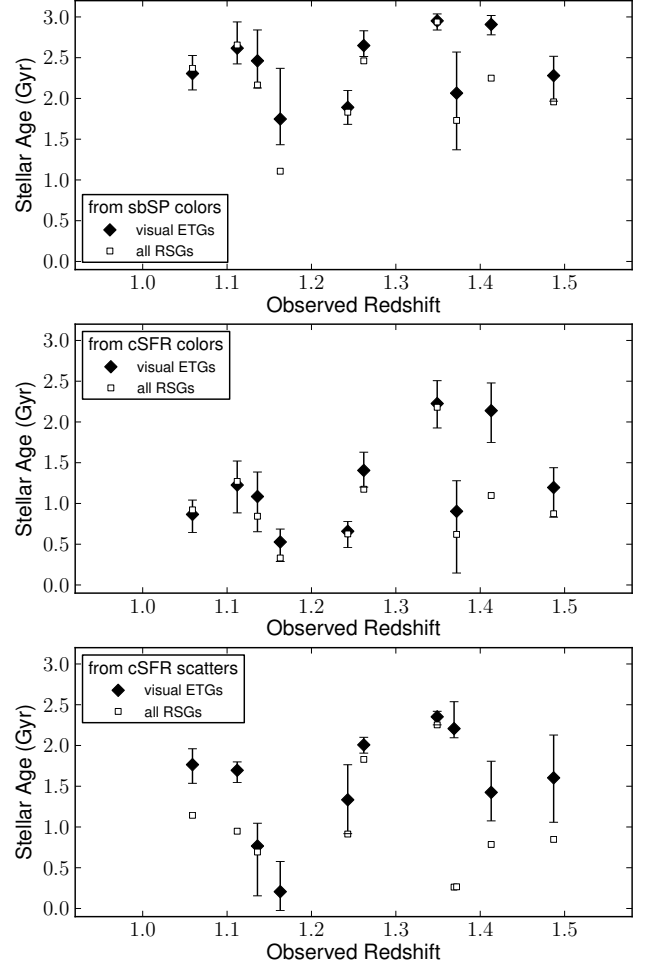 3.0
2.5
2.0
1.5
1.0
0.5
0.0
Stellar Age (Gyr)
from sbSP colors
visual ETGs
all RSGs
1.0 1.1 1.2 1.3 1.4 1.5
Observed Redshift
3.0
2.5
2.0
1.5
1.0
0.5
0.0
Stellar Age (Gyr)
from cSFR colors
visual ETGs
all RSGs
1.0 1.1 1.2 1.3 1.4 1.5
Observed Redshift
3.0
2.5
2.0
1.5
1.0
0.5
0.0
Stellar Age (Gyr)
from cSFR scatters
visual ETGs
all RSGs
1.0 1.1 1.2 1.3 1.4 1.5
Observed Redshift